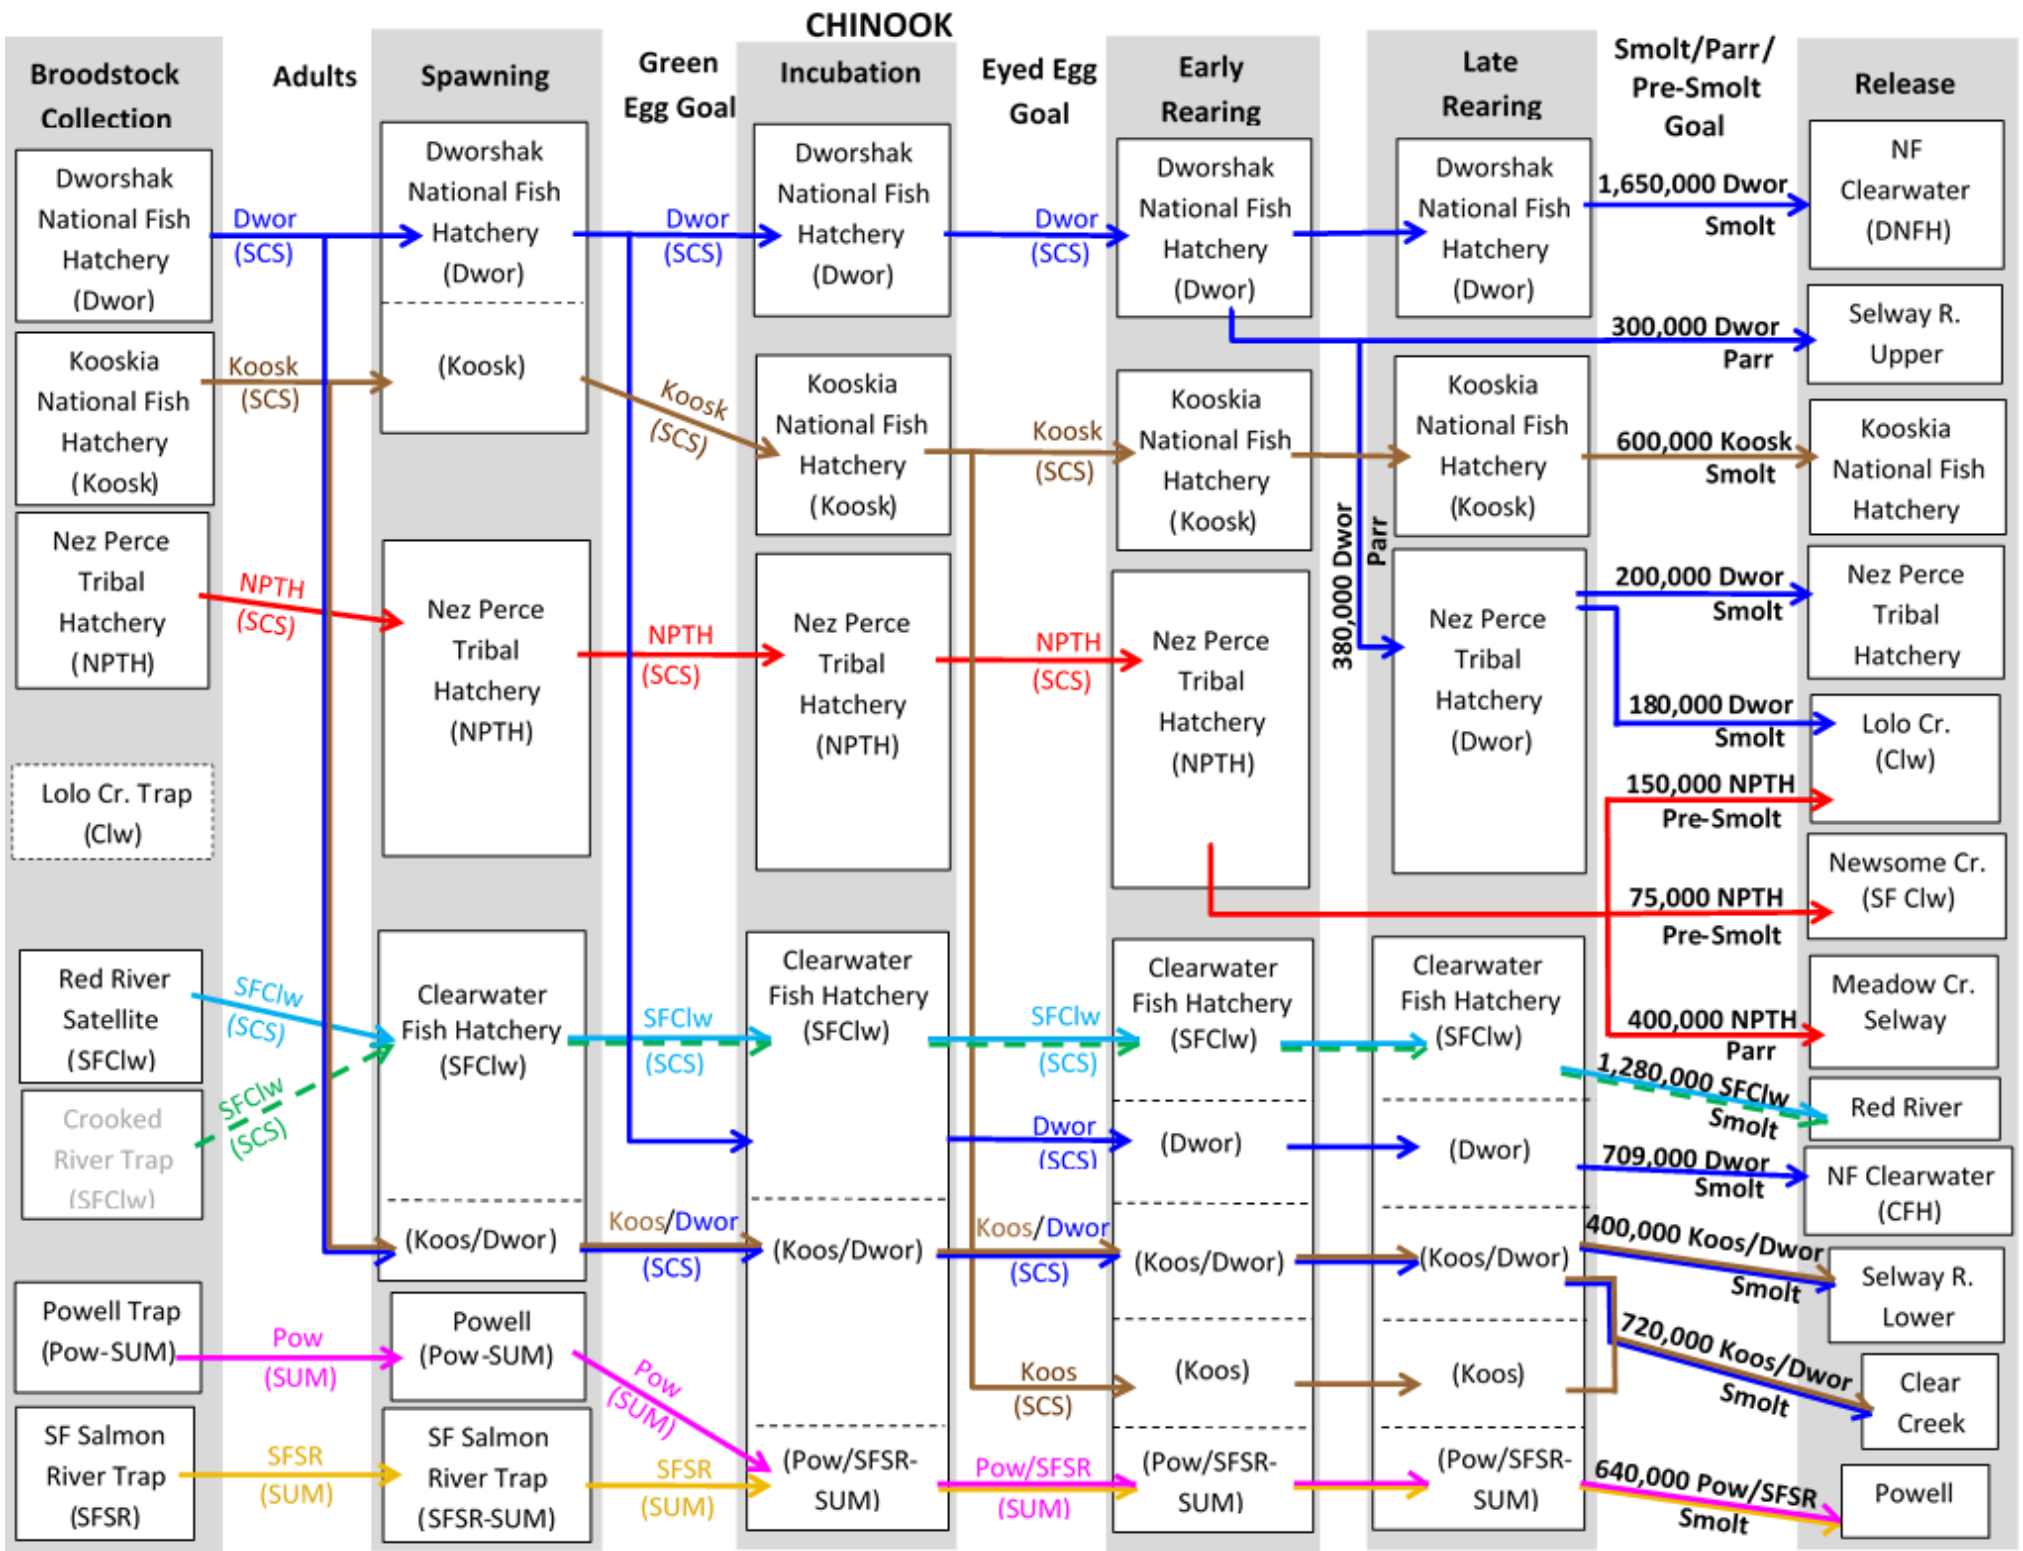 CHINOOK
Broodstock
Collection
Adults
Spawning
Green
Egg Goal
Incubation
Eyed Egg
Goal
Early
Rearing
Late
Rearing
Smolt/Parr/
Pre-Smolt
Goal
Release
Dworshak
National Fish
Hatchery
(Dwor)
Kooskia
National Fish
Hatchery
(Koosk)
Nez Perce
Tribal
Hatchery
(NPTH)
Lolo Cr. Trap
(Clw)
Red River
Satellite
(SFClw)
Crooked
River Trap
(SFClw)
Powell Trap
(Pow-SUM)
SF Salmon
River Trap
(SFSR)
Dwor
(SCS)
Koosk
(SCS)
NPTH
(SCS)
SFClw
(SCS)
SFClw
(SCS)
Pow
(SUM)
SFSR
(SUM)
Dworshak
National Fish
Hatchery
(Dwor)
(Koosk)
Nez Perce
Tribal
Hatchery
(NPTH)
Clearwater
Fish Hatchery
(SFClw)
(Koos/Dwor)
Powell
(Pow-SUM)
SF Salmon
River Trap
(SFSR-SUM)
Dwor
(SCS)
Koosk
(SCS)
NPTH
(SCS)
SFClw
(SCS)
Koos/Dwor
(SCS)
Pow
(SUM)
SFSR
(SUM)
Dworshak
National Fish
Hatchery
(Dwor)
Kooskia
National Fish
Hatchery
(Koosk)
Nez Perce
Tribal
Hatchery
(NPTH)
Clearwater
Fish Hatchery
(SFClw)
(Koos/Dwor)
(Pow/SFSR-
SUM)
Dwor
(SCS)
Koosk
(SCS)
NPTH
(SCS)
SFClw
(SCS)
Dwor
(SCS)
Koos/Dwor
(SCS)
Koos
(SCS)
Pow/SFSR
(SUM)
Dworshak
National Fish
Hatchery
(Dwor)
Kooskia
National Fish
Hatchery
(Koosk)
Nez Perce
Tribal
Hatchery
(NPTH)
Clearwater
Fish Hatchery
(SFClw)
(Dwor)
(Koos/Dwor)
(Koos)
(Pow/SFSR-
SUM)
380,000 Dwor
Parr
Dworshak
National Fish
Hatchery
(Dwor)
Kooskia
National Fish
Hatchery
(Koosk)
Nez Perce
Tribal
Hatchery
(Dwor)
Clearwater
Fish Hatchery
(SFClw)
(Dwor)
(Koos/Dwor)
(Koos)
(Pow/SFSR-
SUM)
1,650,000 Dwor
Smolt
300,000 Dwor
Parr
600,000 Koosk
Smolt
200,000 Dwor
Smolt
180,000 Dwor
Smolt
150,000 NPTH
Pre-Smolt
75,000 NPTH
Pre-Smolt
400,000 NPTH
Parr
1,280,000 SFClw
Smolt
709,000 Dwor
Smolt
400,000 Koos/Dwor
Smolt
720,000 Koos/Dwor
Smolt
640,000 Pow/SFSR
Smolt
NF
Clearwater
(DNFH)
Selway R.
Upper
Kooskia
National Fish
Hatchery
Nez Perce
Tribal
Hatchery
Lolo Cr.
(Clw)
Newsome Cr.
(SF Clw)
Meadow Cr.
Selway
Red River
NF Clearwater
(CFH)
Selway R.
Lower
Clear
Creek
Powell